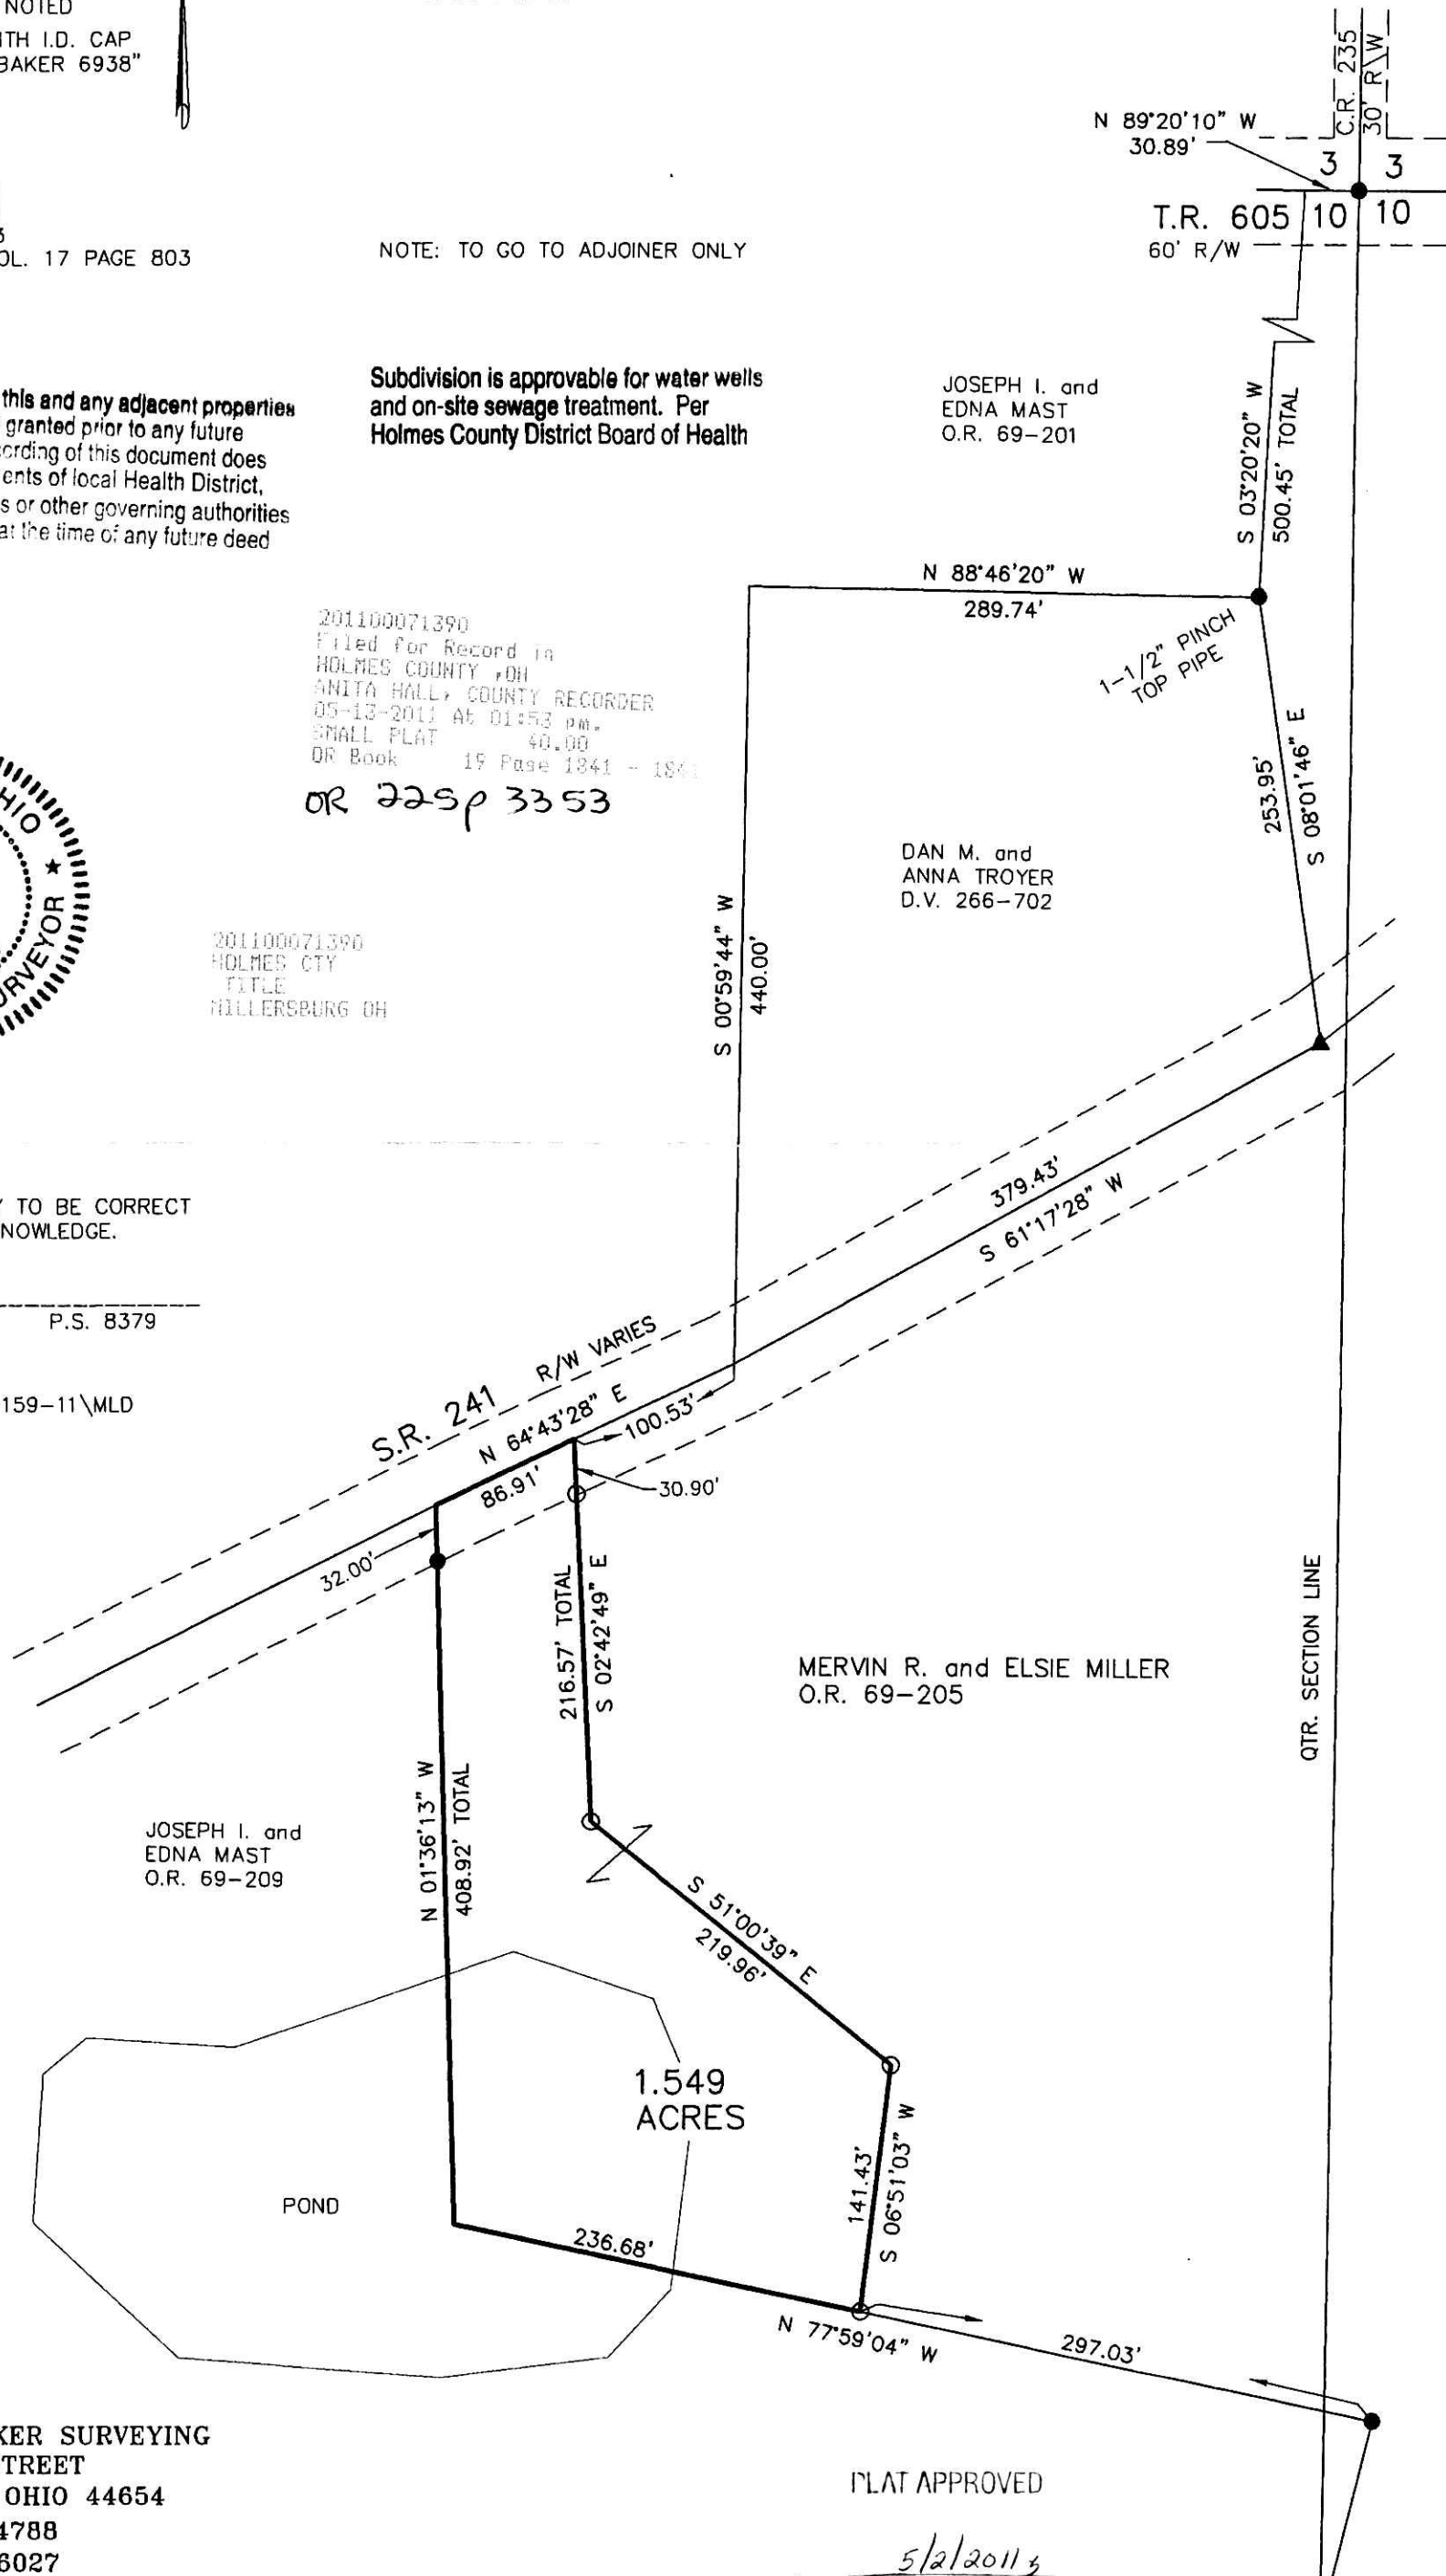 NOTED
ITH I.D. CAP
BAKER 6938"
OL. 17 PAGE 803
NOTE: TO GO TO ADJOINER ONLY
N 89°20'10" W
30.89'
C.R. 235
30' R\W
3
3
T.R. 605
10
10
60' R/W
this and any adjacent properties
granted prior to any future
cording of this document does
ents of local Health District,
s or other governing authorities
at the time of any future deed
Subdivision is approvable for water wells
and on-site sewage treatment. Per
Holmes County District Board of Health
JOSEPH I. and
EDNA MAST
O.R. 69-201
S 03°20'20" W
500.45' TOTAL
N 88°46'20" W
289.74'
1-1/2" PINCH
TOP PIPE
201100071390
Filed for Record in
HOLMES COUNTY ,OH
ANITA HALL, COUNTY RECORDER
05-13-2011 At 01:53 pm.
SMALL PLAT 40.00
OR Book 19 Page 1841 - 1841
OR 225p 3353
253.95'
S 08°01'46" E
DAN M. and
ANNA TROYER
D.V. 266-702
HIO
SURVEYOR
201100071390
HOLMES CTY
TITLE
MILLERSBURG OH
S 00°59'44" W
440.00'
379.43'
S 61°17'28" W
Y TO BE CORRECT
NOWLEDGE.
P.S. 8379
159-11\MLD
S.R. 241
R/W VARIES
N 64°43'28" E
86.91'
100.53'
30.90'
32.00'
216.57' TOTAL
S 02°42'49" E
MERVIN R. and ELSIE MILLER
O.R. 69-205
QTR. SECTION LINE
N 01°36'13" W
408.92' TOTAL
JOSEPH I. and
EDNA MAST
O.R. 69-209
S 51°00'39" E
219.96'
1.549
ACRES
141.43'
S 06°51'03" W
POND
236.68'
N 77°59'04" W
297.03'
KER SURVEYING
TREET
OHIO 44654
4788
6027
PLAT APPROVED
5/2/2011